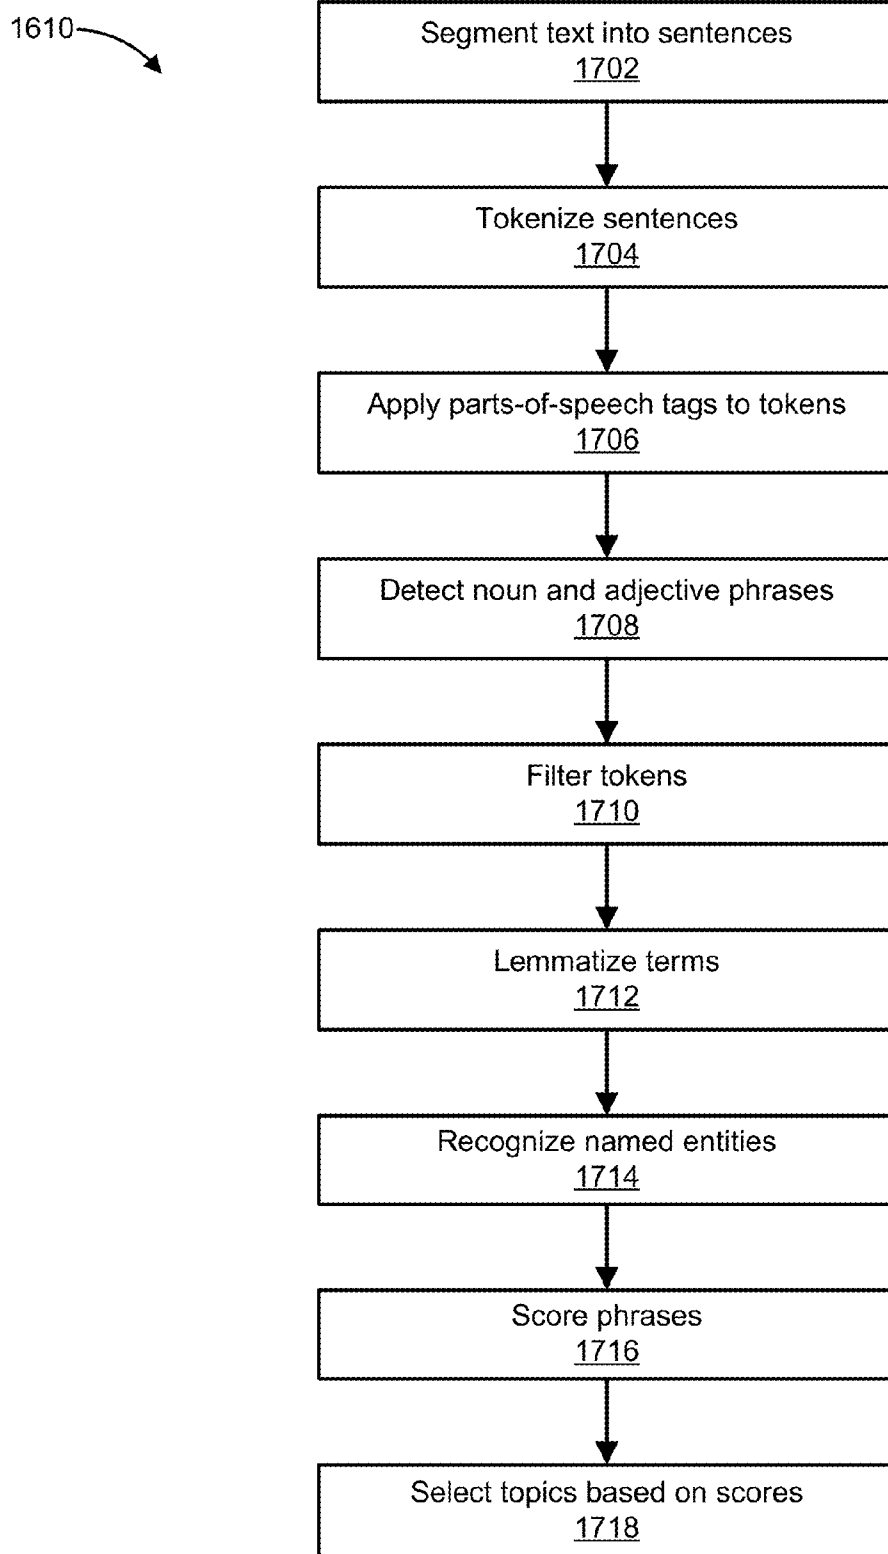 1610
Segment text into sentences
1702
Tokenize sentences
1704
Apply parts-of-speech tags to tokens
1706
Detect noun and adjective phrases
1708
Filter tokens
1710
Lemmatize terms
1712
Recognize named entities
1714
Score phrases
1716
Select topics based on scores
1718